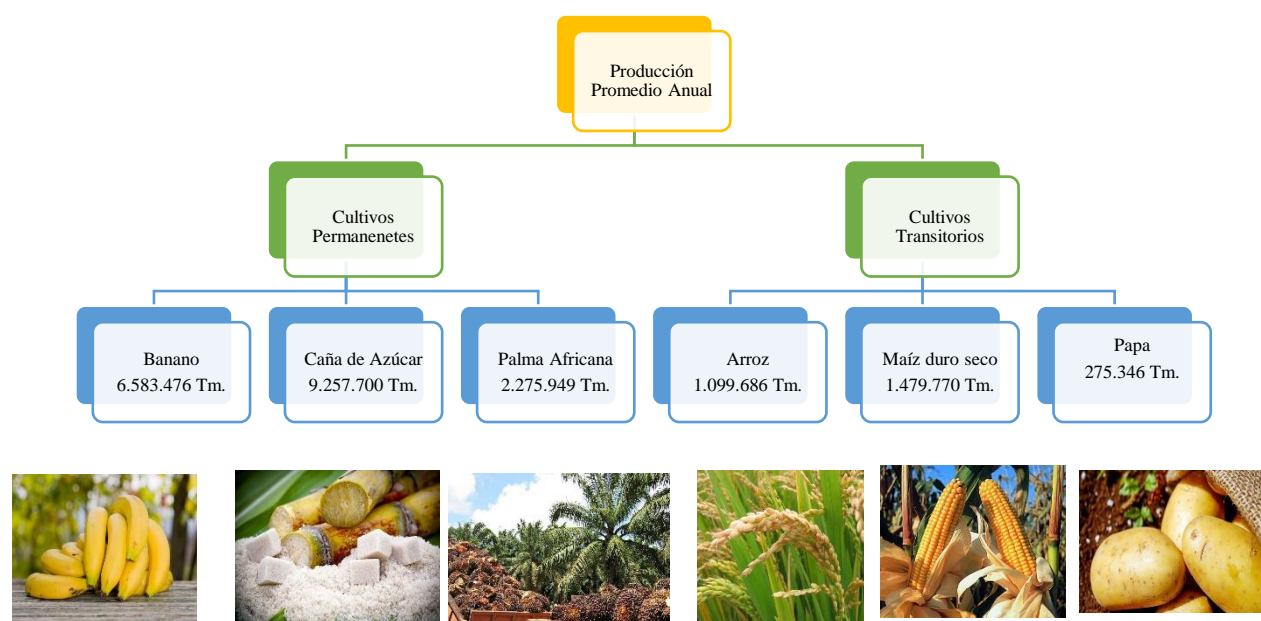 Producción
Promedio Anual
Cultivos
Permanenetes
Cultivos
Transitorios
Banano
6.583.476 Tm.
Caña de Azúcar
9.257.700 Tm.
Palma Africana
2.275.949 Tm.
Arroz
1.099.686 Tm.
Maíz duro seco
1.479.770 Tm.
Papa
275.346 Tm.